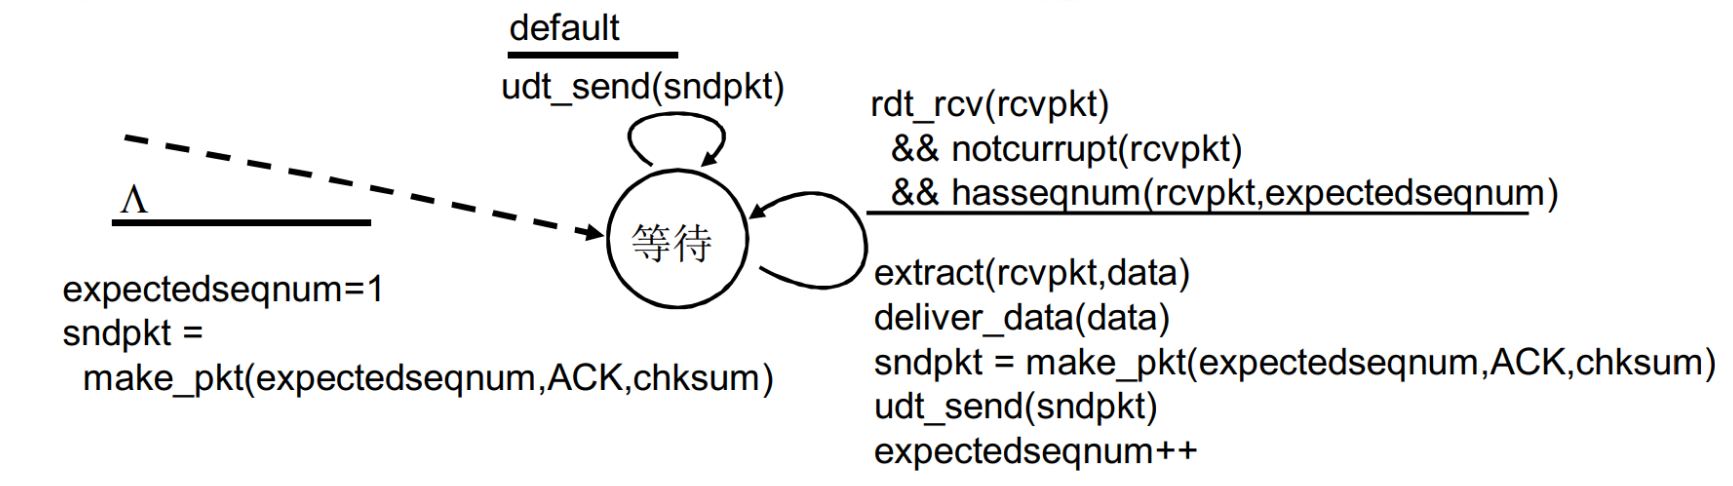 default
udt_send(sndpkt)
Λ
expectedseqnum=1
sndpkt =
make_pkt(expectedseqnum,ACK,chksum)
等待
rdt_rcv(rcvpkt)
&& notcurrupt(rcvpkt)
&& hasseqnum(rcvpkt,expectedseqnum)
extract(rcvpkt,data)
deliver_data(data)
sndpkt = make_pkt(expectedseqnum,ACK,chksum)
udt_send(sndpkt)
expectedseqnum++